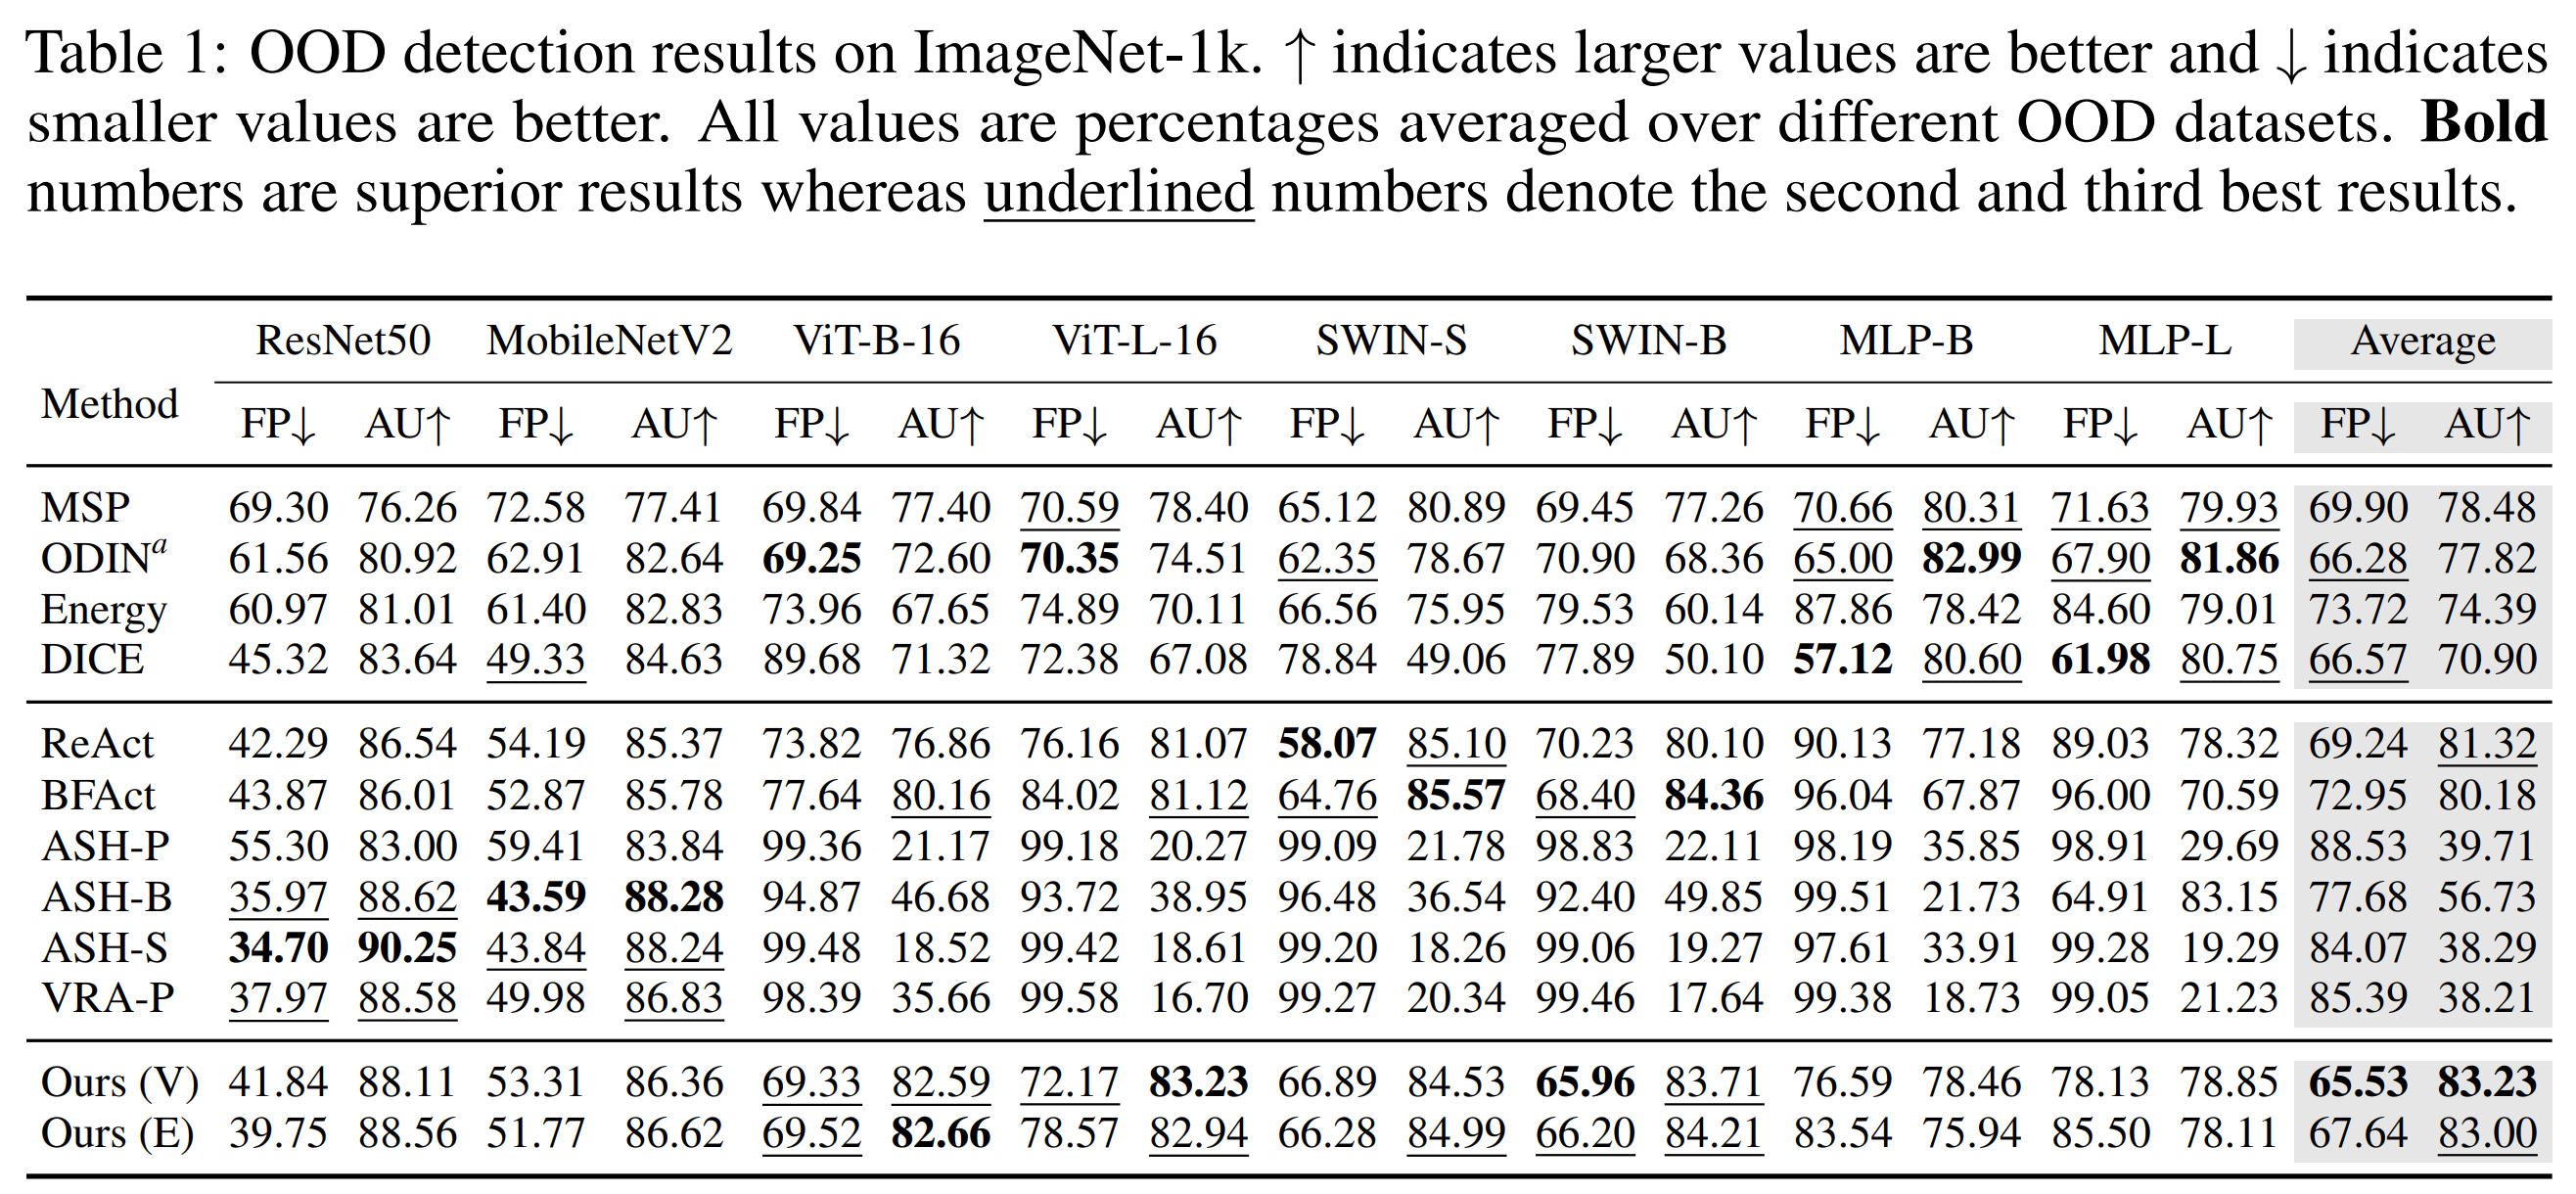 Table 1: OOD detection results on ImageNet-1k. ↑ indicates larger values are better and ↓ indicates
smaller values are better. All values are percentages averaged over different OOD datasets. Bold
numbers are superior results whereas underlined numbers denote the second and third best results.
ResNet50 MobileNetV2 ViT-B-16 ViT-L-16 SWIN-S SWIN-B MLP-B MLP-L Average
Method
FP↓ AU↑ FP↓ AU↑ FP↓ AU↑ FP↓ AU↑ FP↓ AU↑ FP↓ AU↑ FP↓ AU↑ FP↓ AU↑ FP↓ AU↑
MSP 69.30 76.26 72.58 77.41 69.84 77.40 70.59 78.40 65.12 80.89 69.45 77.26 70.66 80.31 71.63 79.93 69.90 78.48
ODINᵃ 61.56 80.92 62.91 82.64 69.25 72.60 70.35 74.51 62.35 78.67 70.90 68.36 65.00 82.99 67.90 81.86 66.28 77.82
Energy 60.97 81.01 61.40 82.83 73.96 67.65 74.89 70.11 66.56 75.95 79.53 60.14 87.86 78.42 84.60 79.01 73.72 74.39
DICE 45.32 83.64 49.33 84.63 89.68 71.32 72.38 67.08 78.84 49.06 77.89 50.10 57.12 80.60 61.98 80.75 66.57 70.90
ReAct 42.29 86.54 54.19 85.37 73.82 76.86 76.16 81.07 58.07 85.10 70.23 80.10 90.13 77.18 89.03 78.32 69.24 81.32
BFAct 43.87 86.01 52.87 85.78 77.64 80.16 84.02 81.12 64.76 85.57 68.40 84.36 96.04 67.87 96.00 70.59 72.95 80.18
ASH-P 55.30 83.00 59.41 83.84 99.36 21.17 99.18 20.27 99.09 21.78 98.83 22.11 98.19 35.85 98.91 29.69 88.53 39.71
ASH-B 35.97 88.62 43.59 88.28 94.87 46.68 93.72 38.95 96.48 36.54 92.40 49.85 99.51 21.73 64.91 83.15 77.68 56.73
ASH-S 34.70 90.25 43.84 88.24 99.48 18.52 99.42 18.61 99.20 18.26 99.06 19.27 97.61 33.91 99.28 19.29 84.07 38.29
VRA-P 37.97 88.58 49.98 86.83 98.39 35.66 99.58 16.70 99.27 20.34 99.46 17.64 99.38 18.73 99.05 21.23 85.39 38.21
Ours (V) 41.84 88.11 53.31 86.36 69.33 82.59 72.17 83.23 66.89 84.53 65.96 83.71 76.59 78.46 78.13 78.85 65.53 83.23
Ours (E) 39.75 88.56 51.77 86.62 69.52 82.66 78.57 82.94 66.28 84.99 66.20 84.21 83.54 75.94 85.50 78.11 67.64 83.00